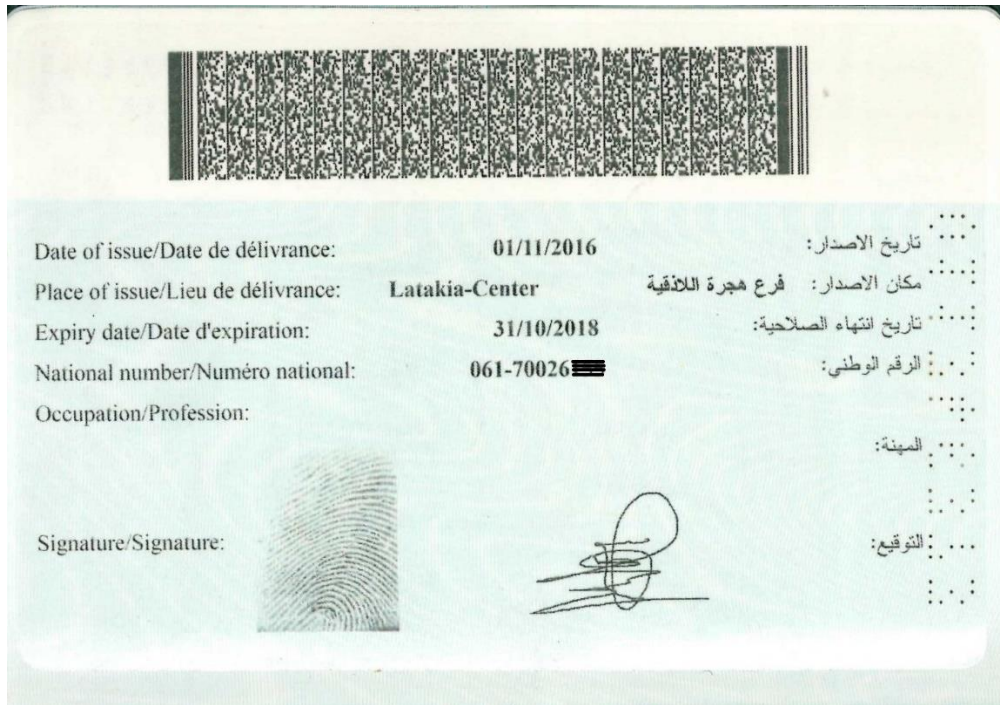 Date of issue/Date de délivrance: 01/11/2016 تاريخ الاصدار:
Place of issue/Lieu de délivrance: Latakia-Center فرع هجرة اللاذقية مكان الاصدار:
Expiry date/Date d'expiration: 31/10/2018 تاريخ انتهاء الصلاحية:
National number/Numéro national: 061-70026 الرقم الوطني:
Occupation/Profession:
المهنة:
Signature/Signature: التوقيع: